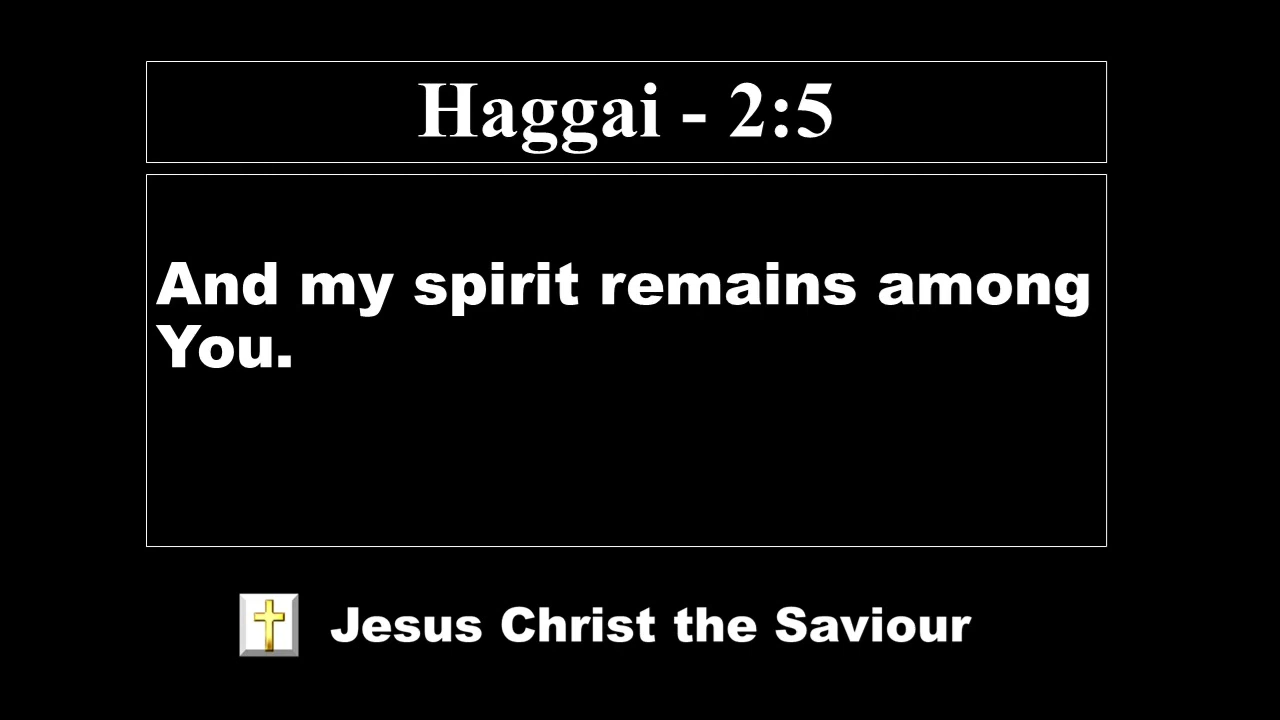 Haggai - 2:5
And my spirit remains among
You.
Jesus Christ the Saviour